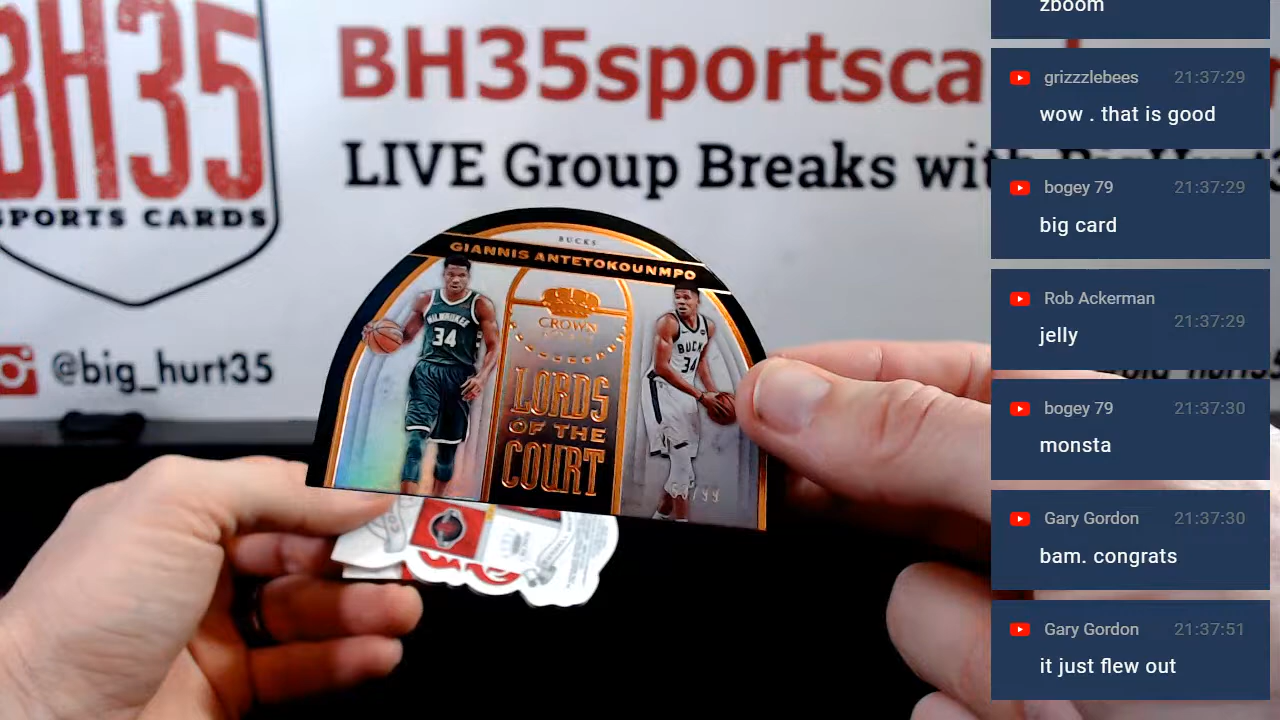 BH35
SPORTS CARDS
BH35sportsca
LIVE Group Breaks with
@big_hurt35
BUCKS
GIANNIS ANTETOKOUNMPO
MILWAUKEE
34
BUCKS
34
CROWN
LORDS
OF THE
COURT
/99
zboom
grizzzlebees 21:37:29
wow . that is good
bogey 79 21:37:29
big card
Rob Ackerman
21:37:29
jelly
bogey 79 21:37:30
monsta
Gary Gordon 21:37:30
bam. congrats
Gary Gordon 21:37:51
it just flew out